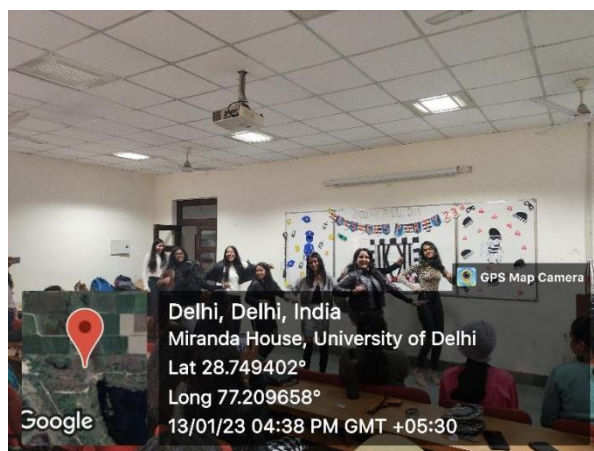 GPS Map Camera
Delhi, Delhi, India
Miranda House, University of Delhi
Lat 28.749402°
Long 77.209658°
13/01/23 04:38 PM GMT +05:30
Google